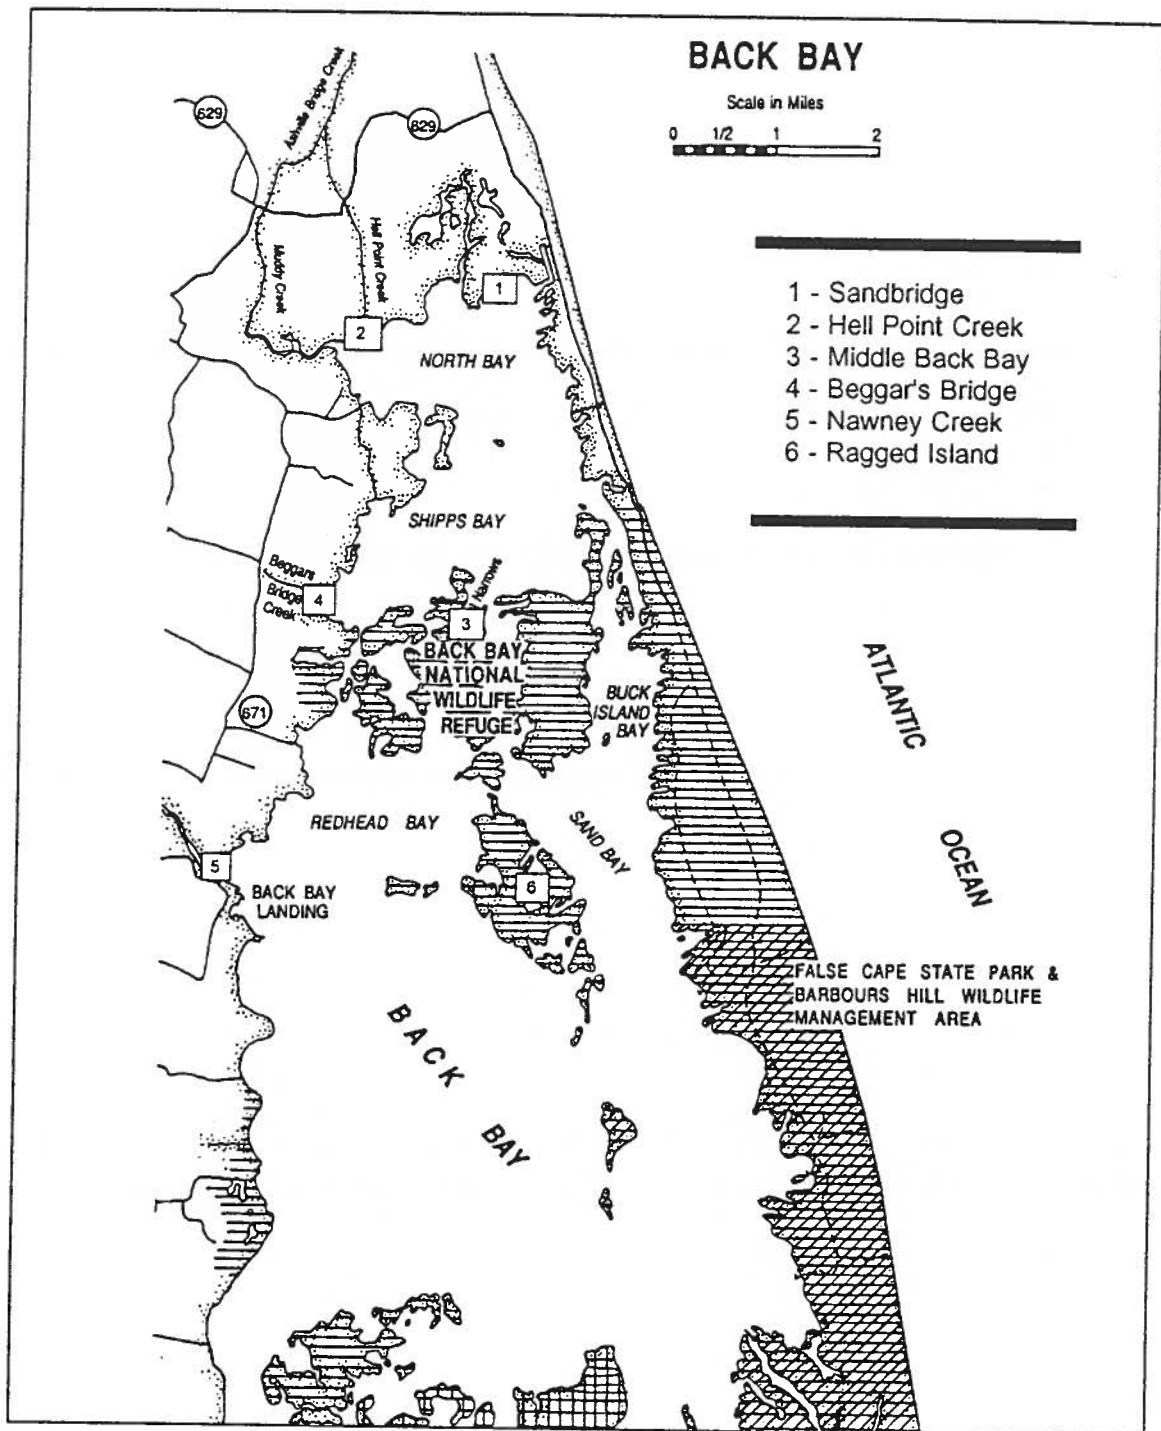 BACK BAY
Scale in Miles
0 1/2 1 2
629
Ashville Bridge Creek
629
Muddy Creek
Hell Point Creek
1
2
NORTH BAY
1 - Sandbridge
2 - Hell Point Creek
3 - Middle Back Bay
4 - Beggar's Bridge
5 - Nawney Creek
6 - Ragged Island
SHIPPS BAY
Beggars
Bridge
Creek
4
Narrows
3
BACK BAY
NATIONAL
WILDLIFE
REFUGE
BUCK
ISLAND
BAY
671
ATLANTIC
OCEAN
REDHEAD BAY
SAND BAY
5
BACK BAY
LANDING
6
FALSE CAPE STATE PARK &
BARBOURS HILL WILDLIFE
MANAGEMENT AREA
BACK
BAY